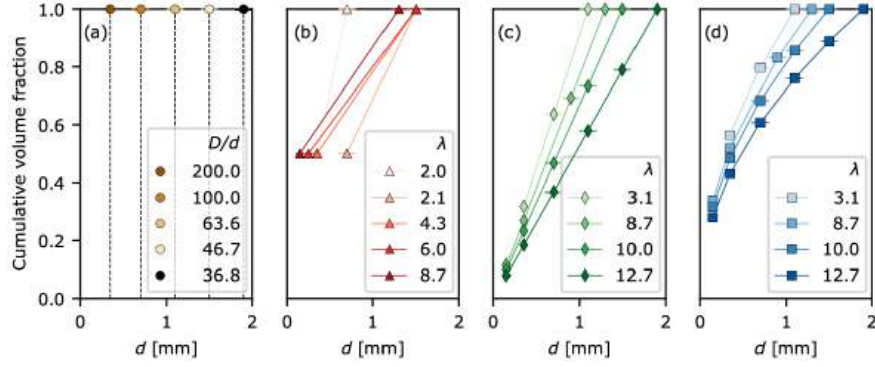 Cumulative volume fraction
1.0
0.8
0.6
0.4
0.2
0.0
(a)
D/d
200.0
100.0
63.6
46.7
36.8
0 1 2
d [mm]
(b)
λ
2.0
2.1
4.3
6.0
8.7
0 1 2
d [mm]
(c)
λ
3.1
8.7
10.0
12.7
0 1 2
d [mm]
(d)
λ
3.1
8.7
10.0
12.7
0 1 2
d [mm]